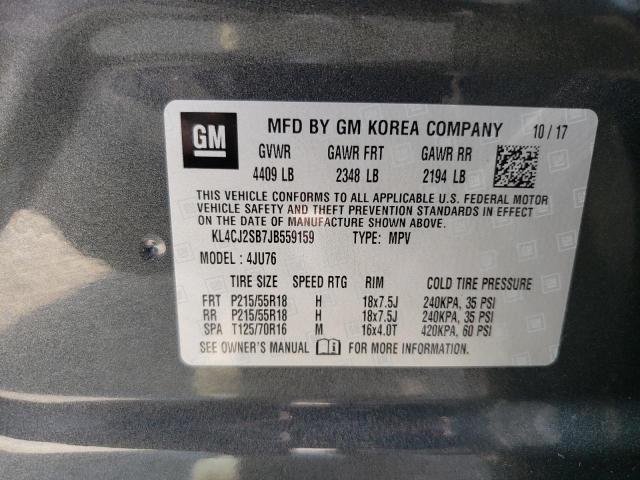 GM MFD BY GM KOREA COMPANY 10/17
GVWR GAWR FRT GAWR RR
4409 LB 2348 LB 2194 LB
THIS VEHICLE CONFORMS TO ALL APPLICABLE U.S. FEDERAL MOTOR
VEHICLE SAFETY AND THEFT PREVENTION STANDARDS IN EFFECT
ON THE DATE OF MANUFACTURE SHOWN ABOVE.
KL4CJ2SB7JB559159 TYPE: MPV
MODEL : 4JU76
TIRE SIZE SPEED RTG RIM COLD TIRE PRESSURE
FRT P215/55R18 H 18x7.5J 240KPA, 35 PSI
RR P215/55R18 H 18x7.5J 240KPA, 35 PSI
SPA T125/70R16 M 16x4.0T 420KPA, 60 PSI
SEE OWNER'S MANUAL FOR MORE INFORMATION.